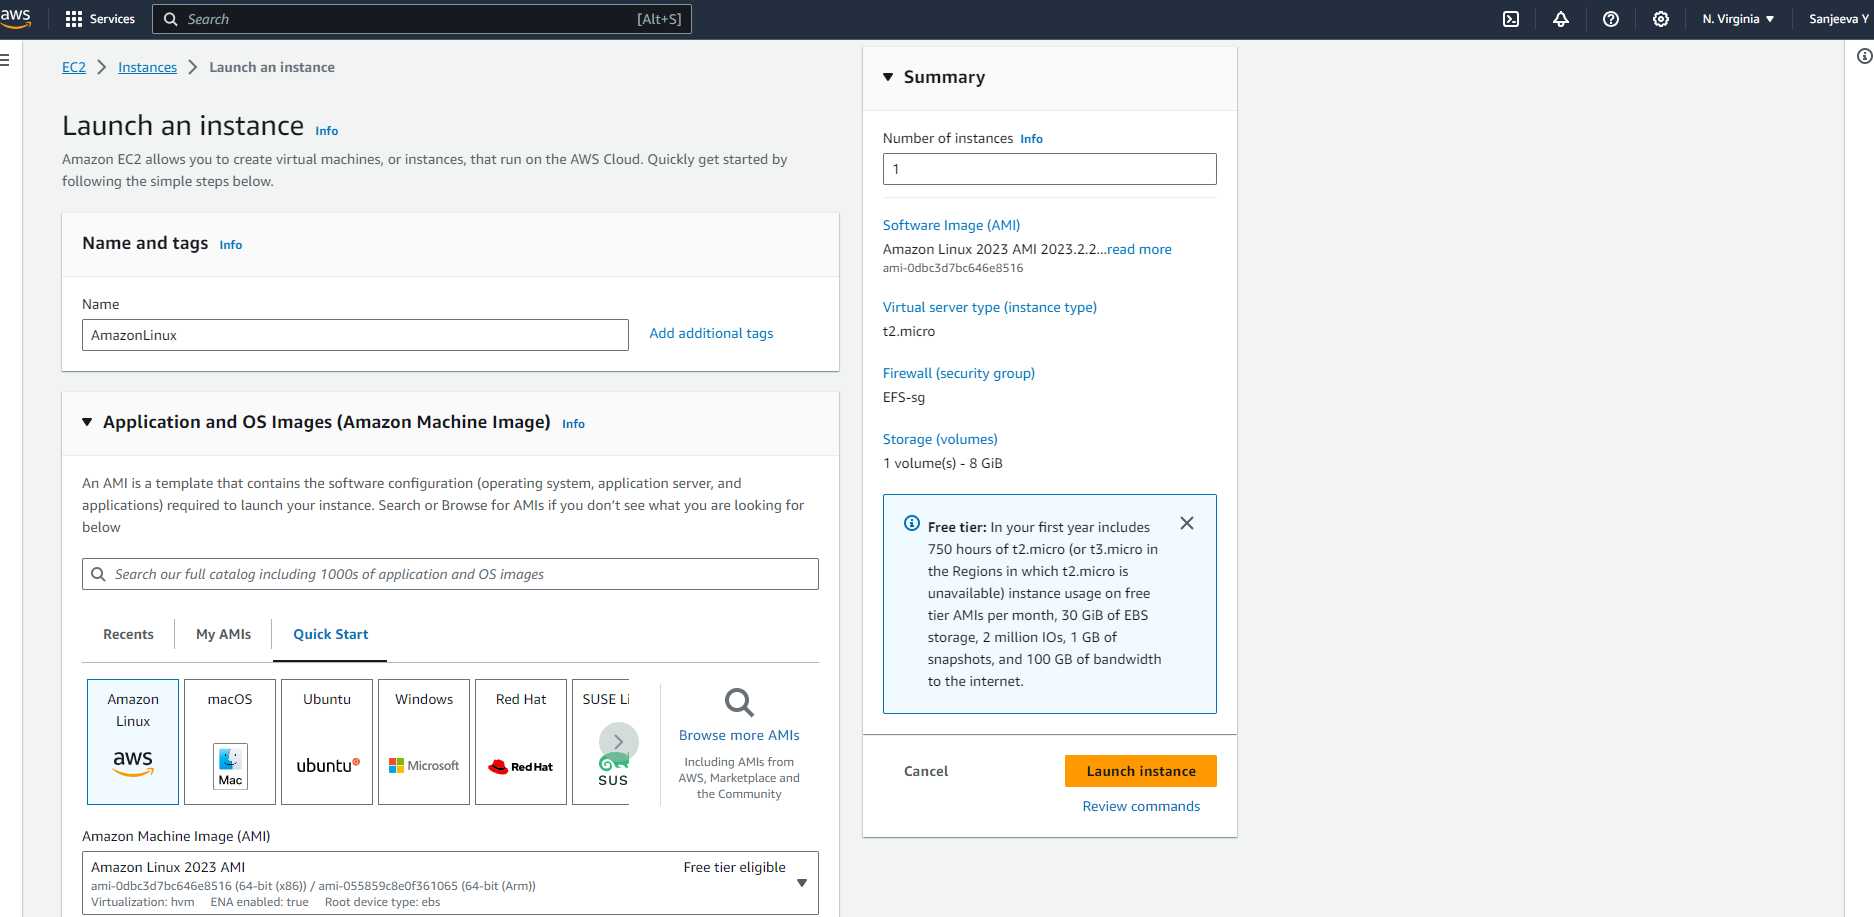 aws
Services
Search
[Alt+S]
N. Virginia
Sanjeeva Y
EC2
Instances
Launch an instance
Launch an instance Info
Amazon EC2 allows you to create virtual machines, or instances, that run on the AWS Cloud. Quickly get started by
following the simple steps below.
Name and tags Info
Name
AmazonLinux
Add additional tags
Application and OS Images (Amazon Machine Image) Info
An AMI is a template that contains the software configuration (operating system, application server, and
applications) required to launch your instance. Search or Browse for AMIs if you don't see what you are looking for
below
Search our full catalog including 1000s of application and OS images
Recents
My AMIs
Quick Start
Amazon
Linux
aws
macOS
Mac
Ubuntu
ubuntu
Windows
Microsoft
Red Hat
Red Hat
SUSE Li
SUS
Browse more AMIs
Including AMIs from
AWS, Marketplace and
the Community
Amazon Machine Image (AMI)
Amazon Linux 2023 AMI
Free tier eligible
ami-0dbc3d7bc646e8516 (64-bit (x86)) / ami-055859c8e0f361065 (64-bit (Arm))
Virtualization: hvm ENA enabled: true Root device type: ebs
Summary
Number of instances Info
1
Software Image (AMI)
Amazon Linux 2023 AMI 2023.2.2...read more
ami-0dbc3d7bc646e8516
Virtual server type (instance type)
t2.micro
Firewall (security group)
EFS-sg
Storage (volumes)
1 volume(s) - 8 GiB
Free tier: In your first year includes
750 hours of t2.micro (or t3.micro in
the Regions in which t2.micro is
unavailable) instance usage on free
tier AMIs per month, 30 GiB of EBS
storage, 2 million IOs, 1 GB of
snapshots, and 100 GB of bandwidth
to the internet.
Cancel
Launch instance
Review commands